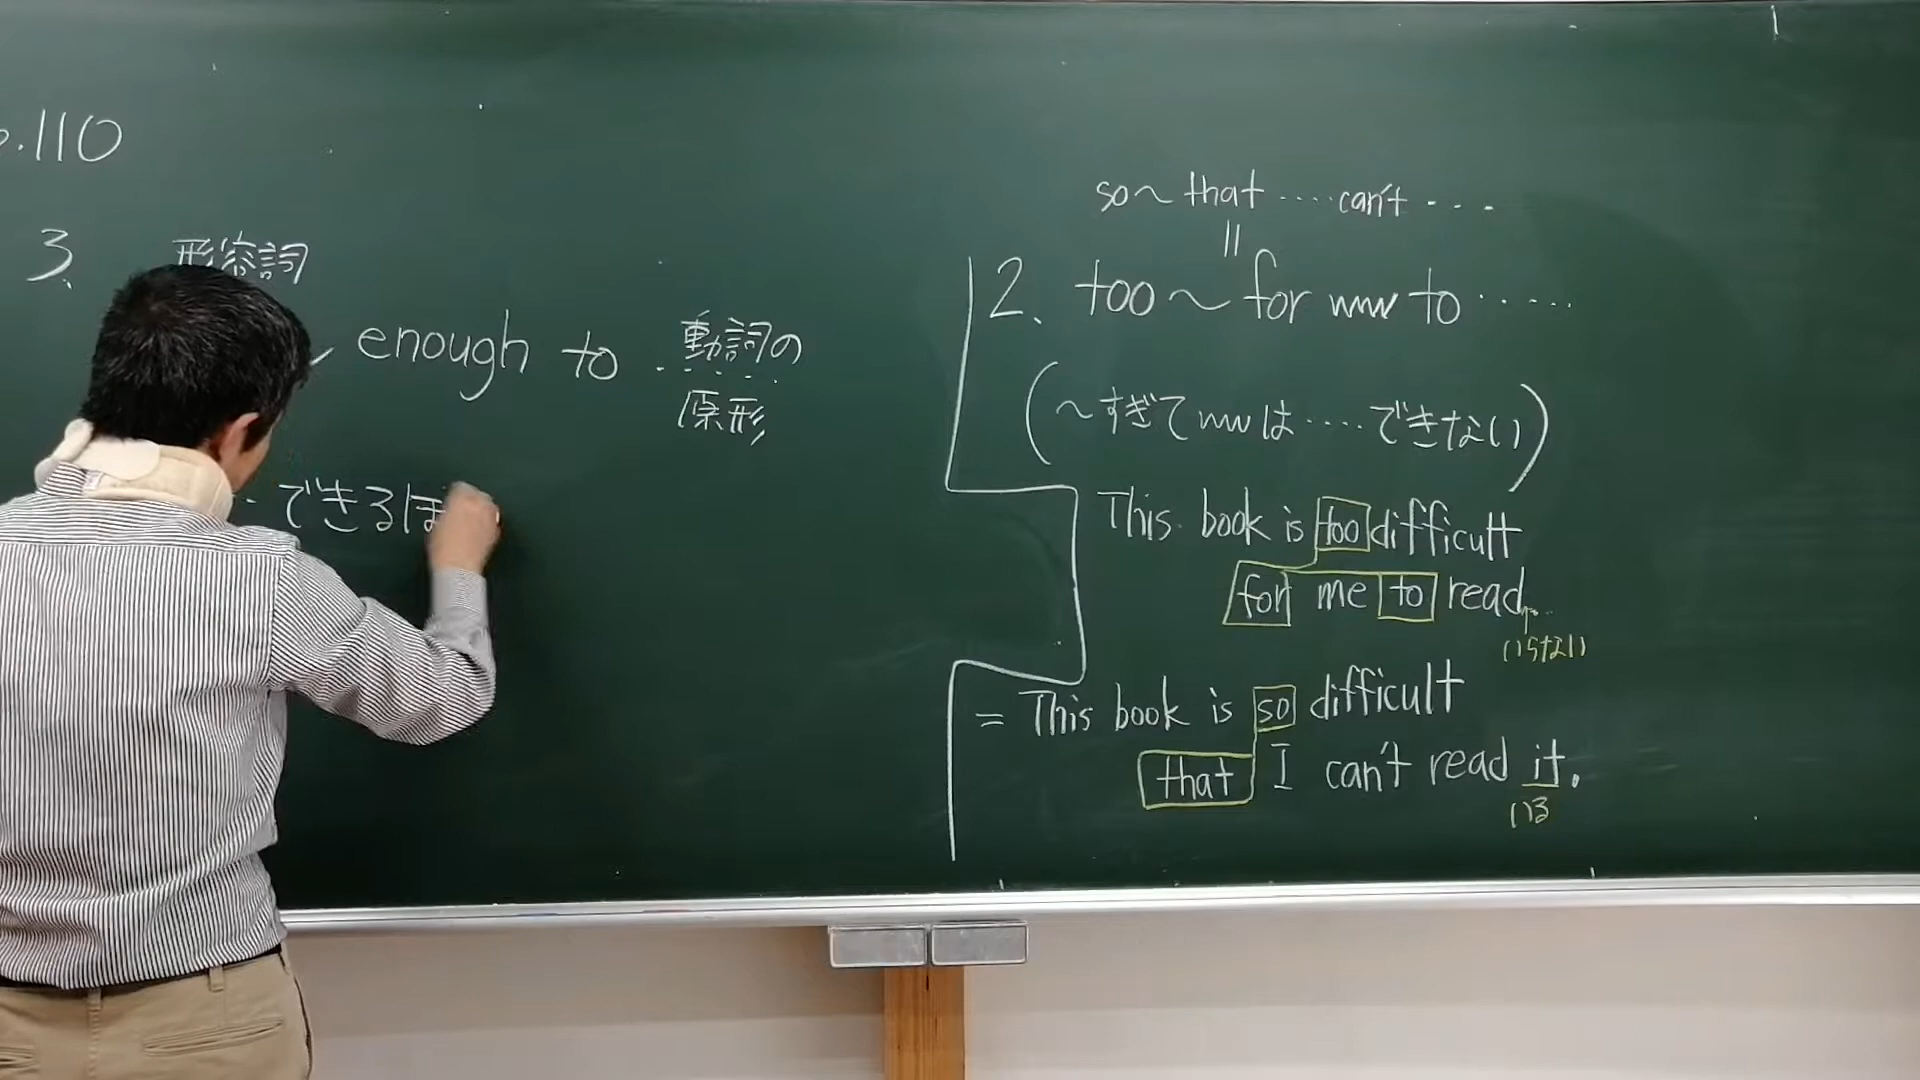 p.110
3. 形容詞
～ enough to ‥‥‥ 動詞の
原形
‥できるほ
so～that ‥‥can't ‥‥
||
2. too～for 〰 to ‥‥‥
(～すぎて〰は‥‥できない)
This book is too difficult
for me to read.
いらない
= This book is so difficult
that I can't read it.
いる